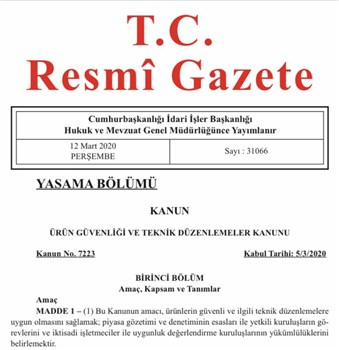 T.C.
Resmî Gazete
Cumhurbaşkanlığı İdari İşler Başkanlığı
Hukuk ve Mevzuat Genel Müdürlüğünce Yayımlanır
12 Mart 2020
PERŞEMBE
Sayı : 31066
YASAMA BÖLÜMÜ
KANUN
ÜRÜN GÜVENLİĞİ VE TEKNİK DÜZENLEMELER KANUNU
Kanun No. 7223 Kabul Tarihi: 5/3/2020
BİRİNCİ BÖLÜM
Amaç, Kapsam ve Tanımlar
Amaç
MADDE 1 – (1) Bu Kanunun amacı, ürünlerin güvenli ve ilgili teknik düzenlemelere
uygun olmasını sağlamak; piyasa gözetimi ve denetiminin esasları ile yetkili kuruluşların gö-
revlerini ve iktisadi işletmeciler ile uygunluk değerlendirme kuruluşlarının yükümlülüklerini
belirlemektir.